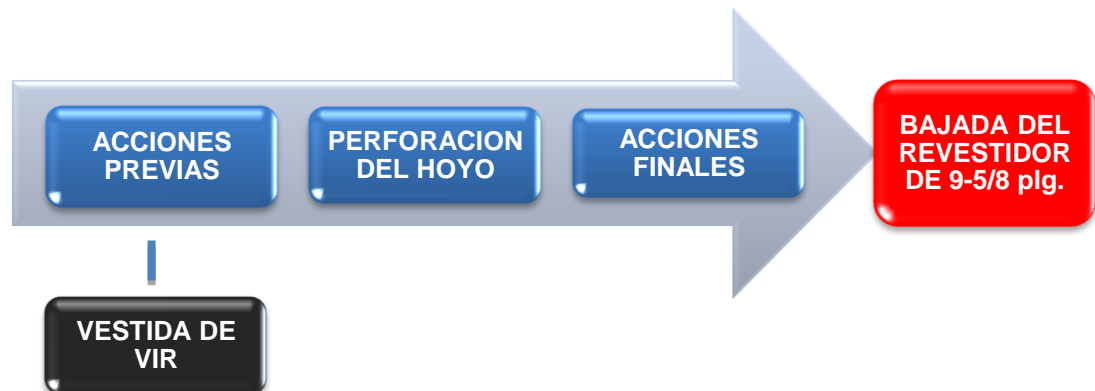 ACCIONES
PREVIAS
PERFORACION
DEL HOYO
ACCIONES
FINALES
BAJADA DEL
REVESTIDOR
DE 9-5/8 plg.
VESTIDA DE
VIR